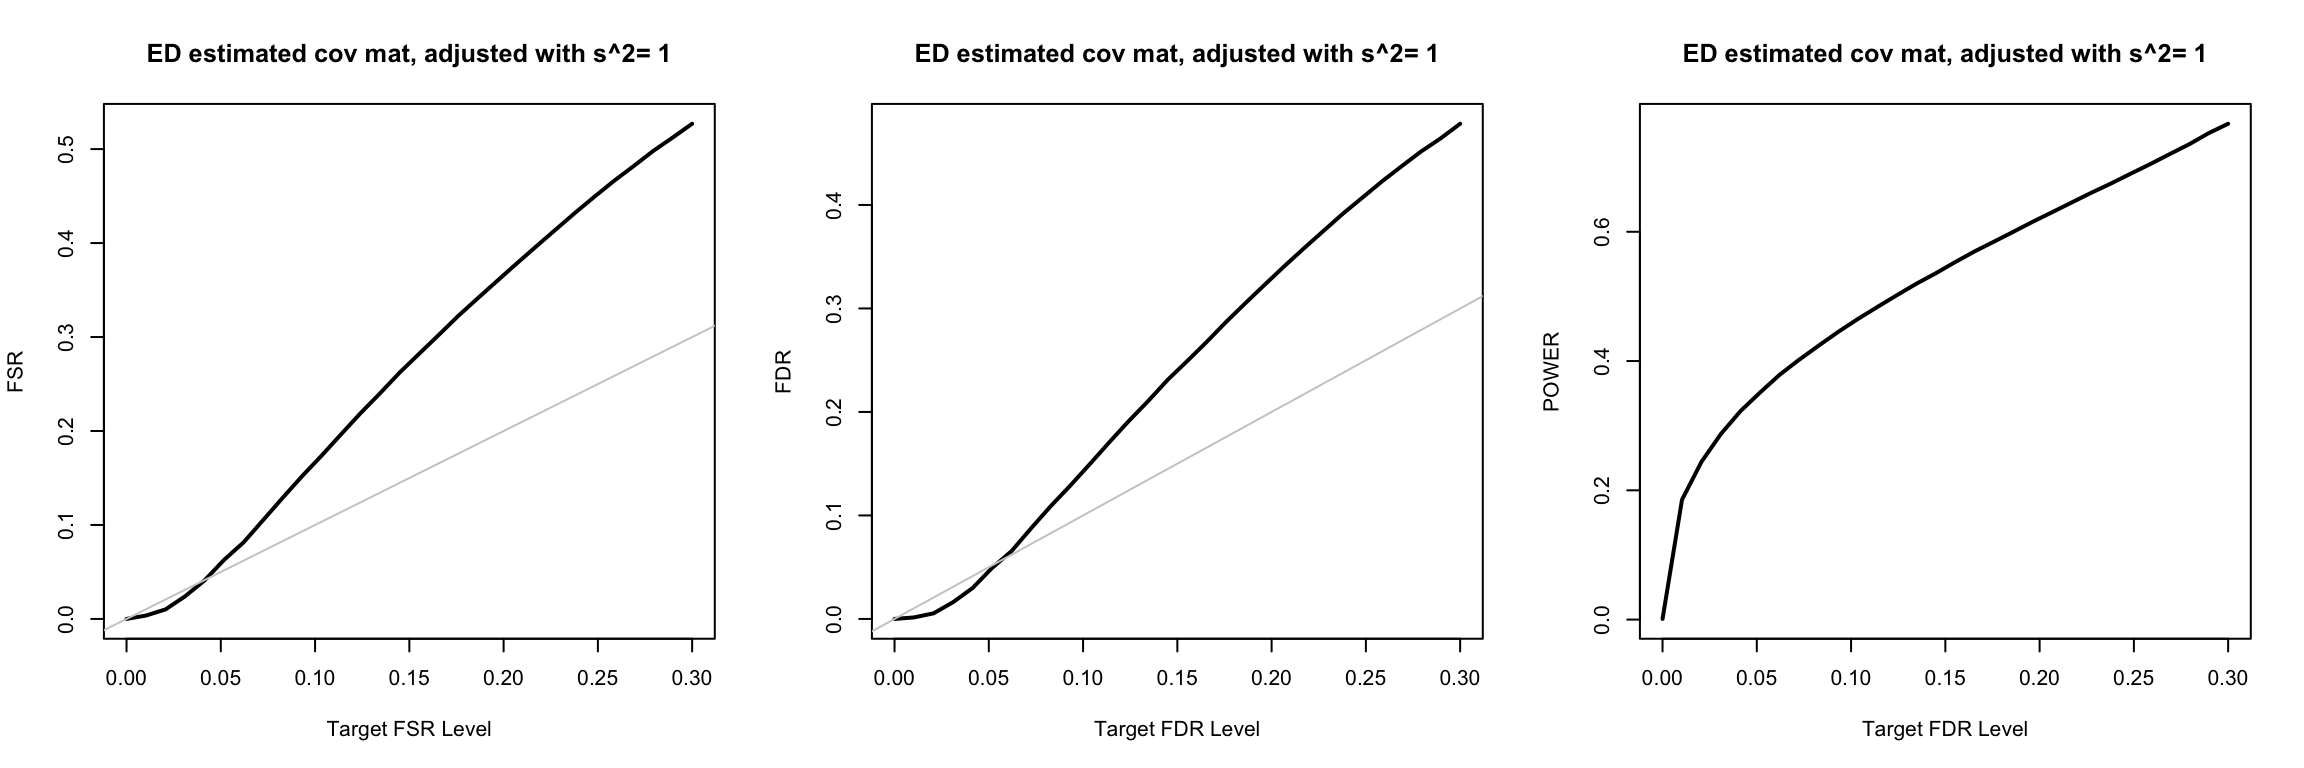 ED estimated cov mat, adjusted with s^2= 1
FSR
0.5
0.4
0.3
0.2
0.1
0.0
0.00 0.05 0.10 0.15 0.20 0.25 0.30
Target FSR Level
ED estimated cov mat, adjusted with s^2= 1
FDR
0.4
0.3
0.2
0.1
0.0
0.00 0.05 0.10 0.15 0.20 0.25 0.30
Target FDR Level
ED estimated cov mat, adjusted with s^2= 1
POWER
0.6
0.4
0.2
0.0
0.00 0.05 0.10 0.15 0.20 0.25 0.30
Target FDR Level